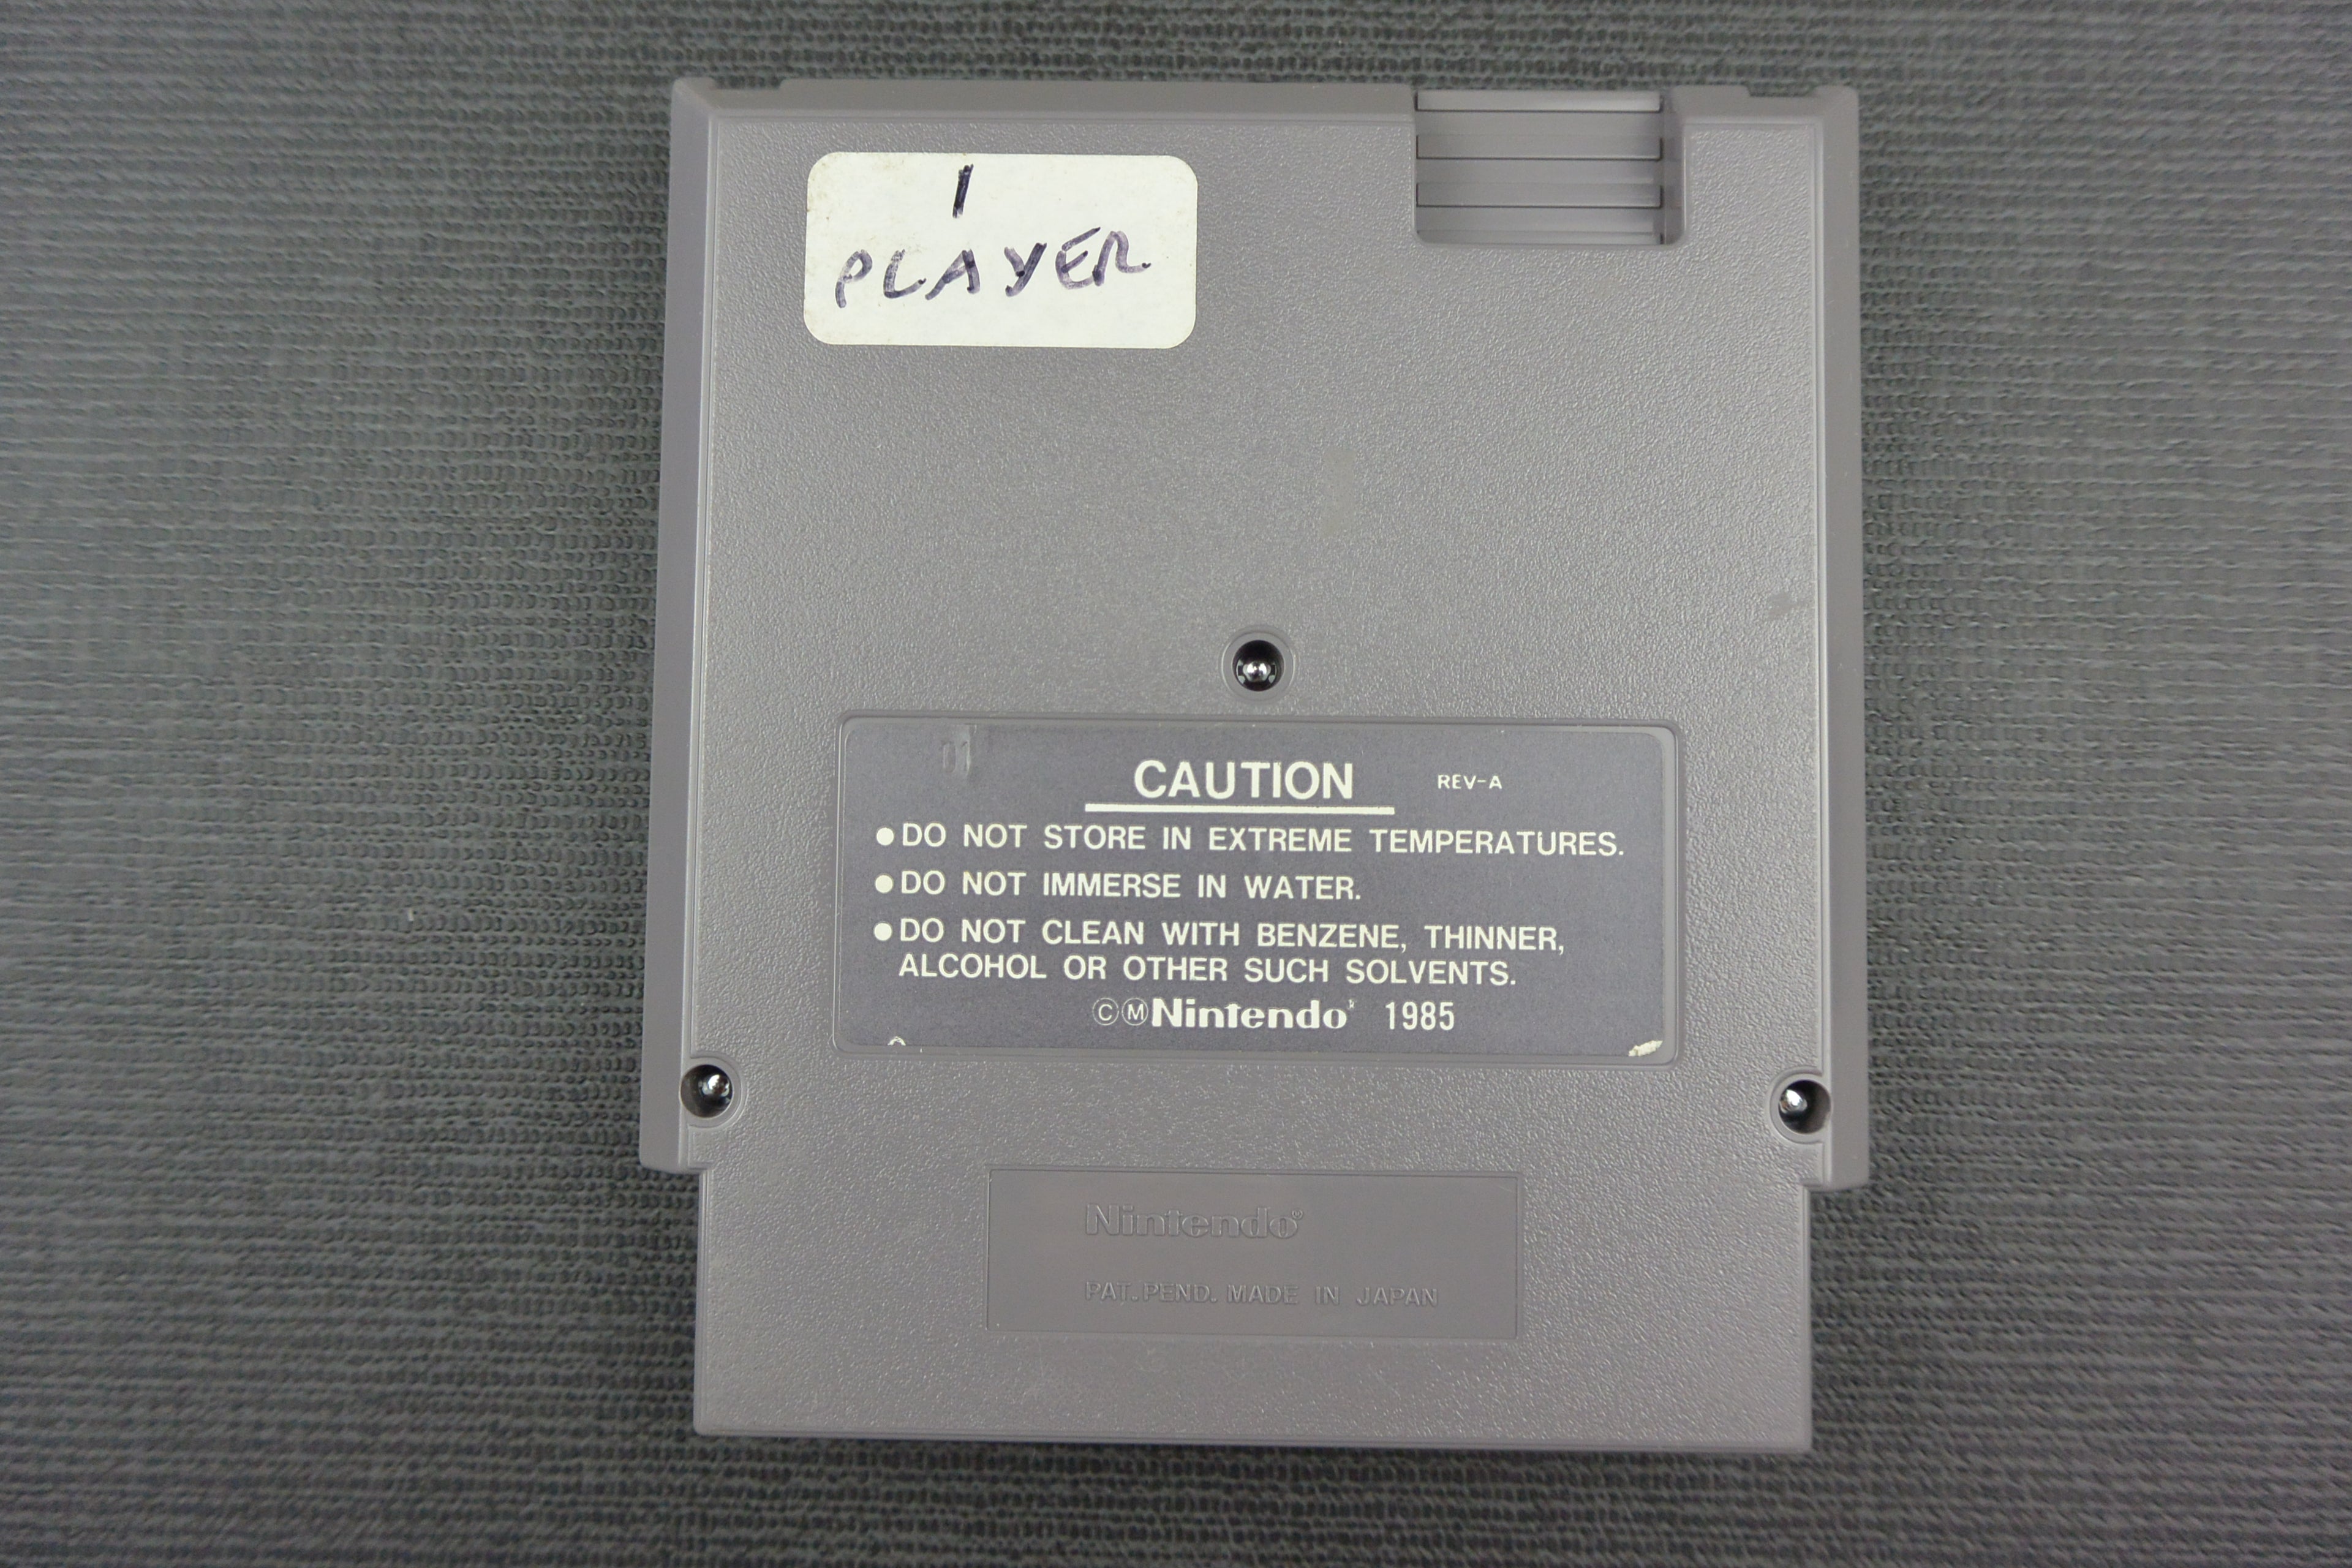 1
PLAYER
CAUTION REV-A
●DO NOT STORE IN EXTREME TEMPERATURES.
●DO NOT IMMERSE IN WATER.
●DO NOT CLEAN WITH BENZENE, THINNER,
ALCOHOL OR OTHER SUCH SOLVENTS.
ⒸⓂNintendo® 1985
Nintendo®
PAT. PEND. MADE IN JAPAN